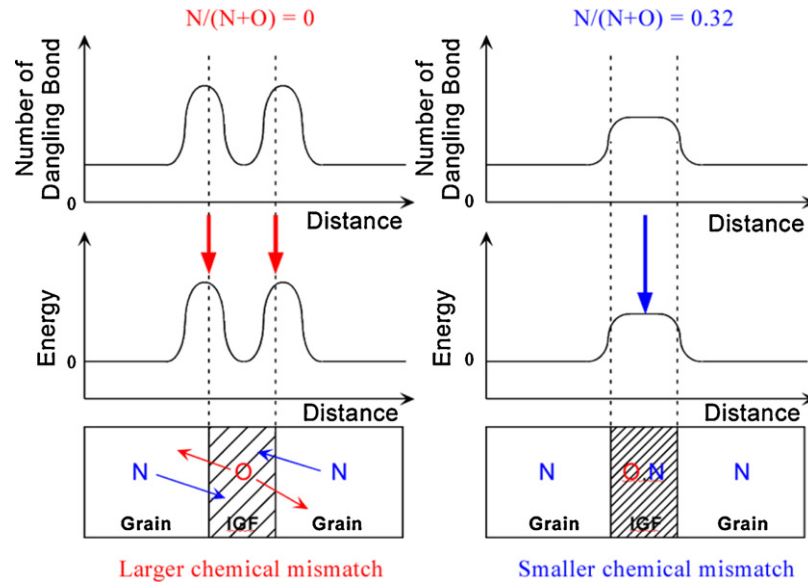 N/(N+O) = 0
N/(N+O) = 0.32
Number of
Dangling Bond
0
Distance
Number of
Dangling Bond
0
Distance
Energy
0
Distance
Energy
0
Distance
N
O
N
Grain
IGF
Grain
N
O.N
N
Grain
IGF
Grain
Larger chemical mismatch
Smaller chemical mismatch